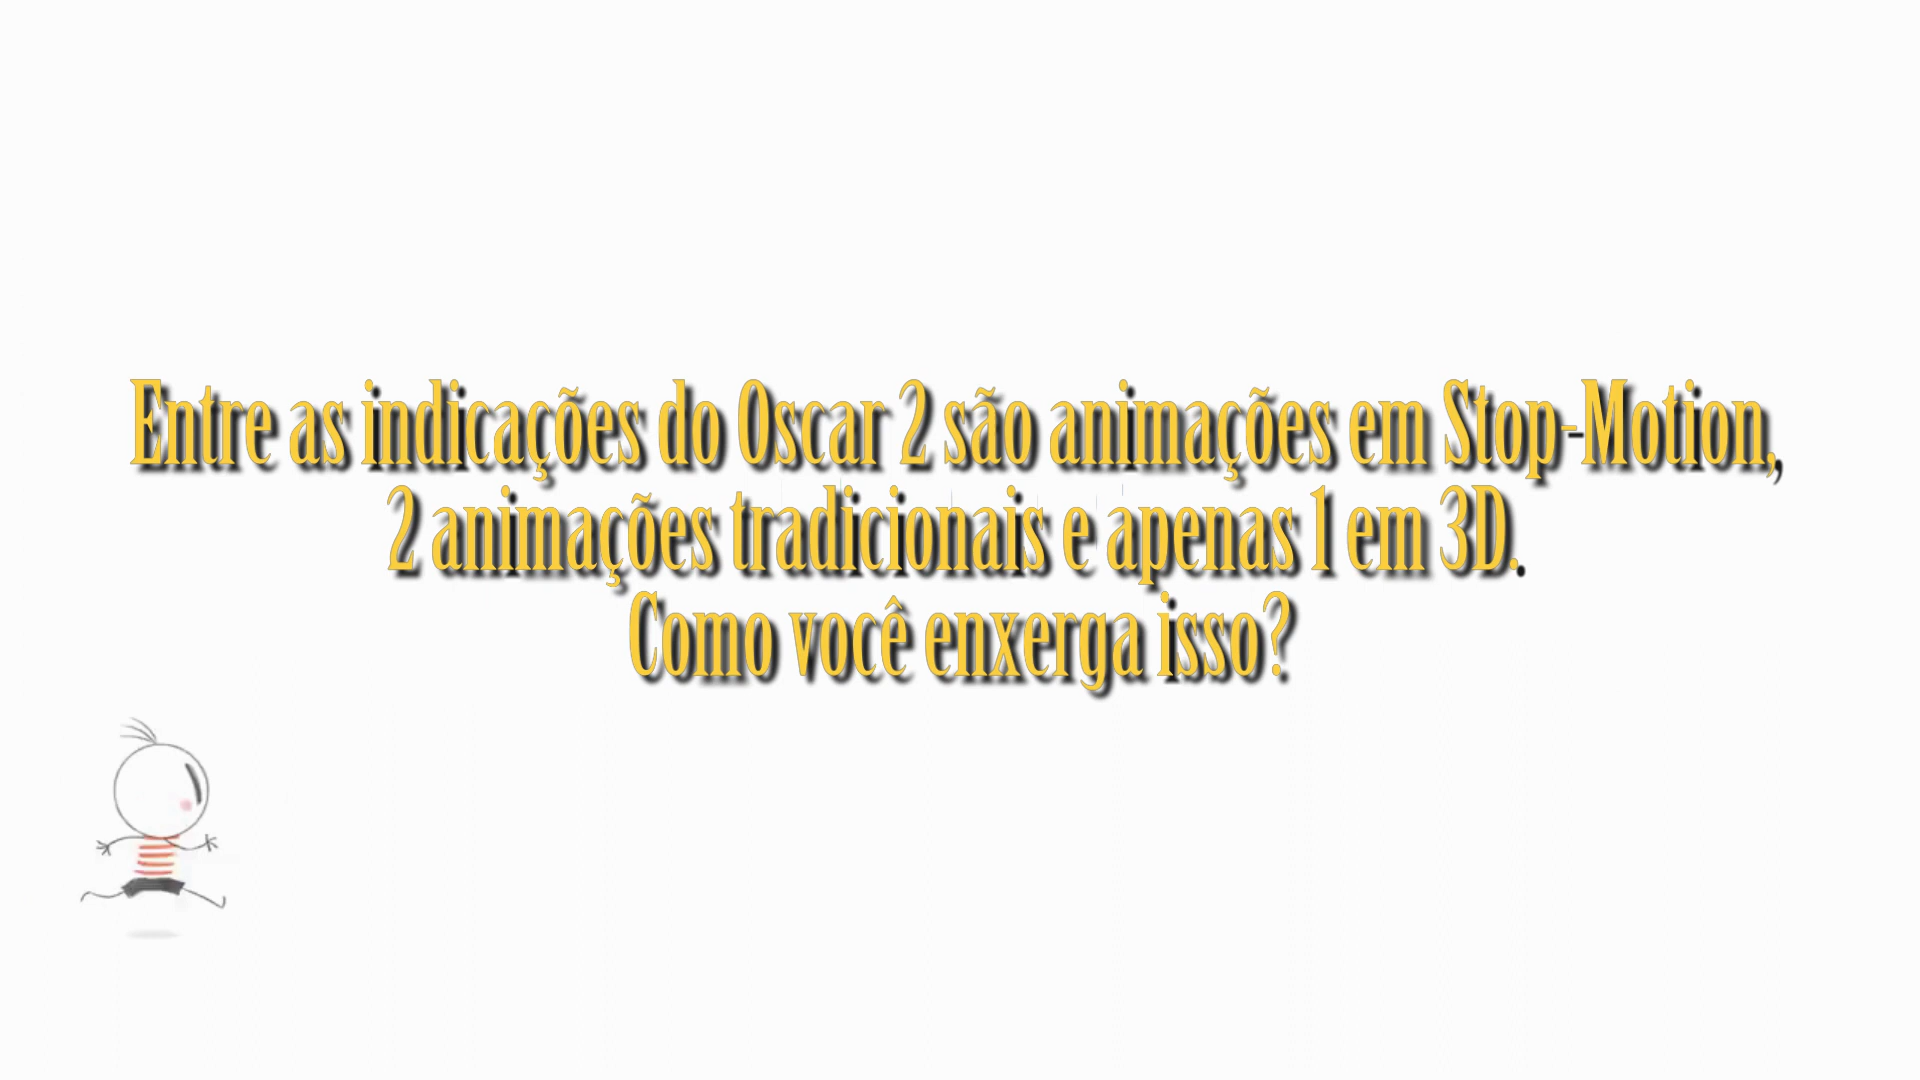 Entre as indicações do Oscar 2 são animações em Stop-Motion,
2 animações tradicionais e apenas 1 em 3D.
Como você enxerga isso?